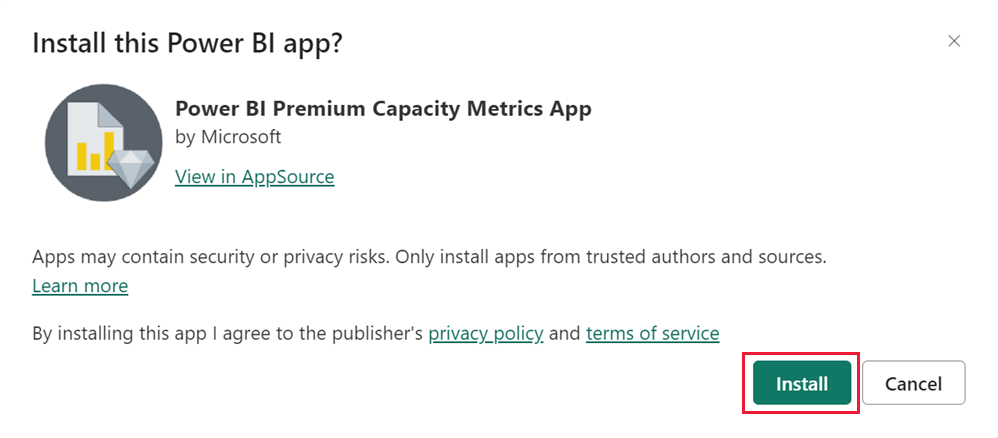 Install this Power BI app?
Power BI Premium Capacity Metrics App
by Microsoft
View in AppSource
Apps may contain security or privacy risks. Only install apps from trusted authors and sources.
Learn more
By installing this app I agree to the publisher's privacy policy and terms of service
Install Cancel